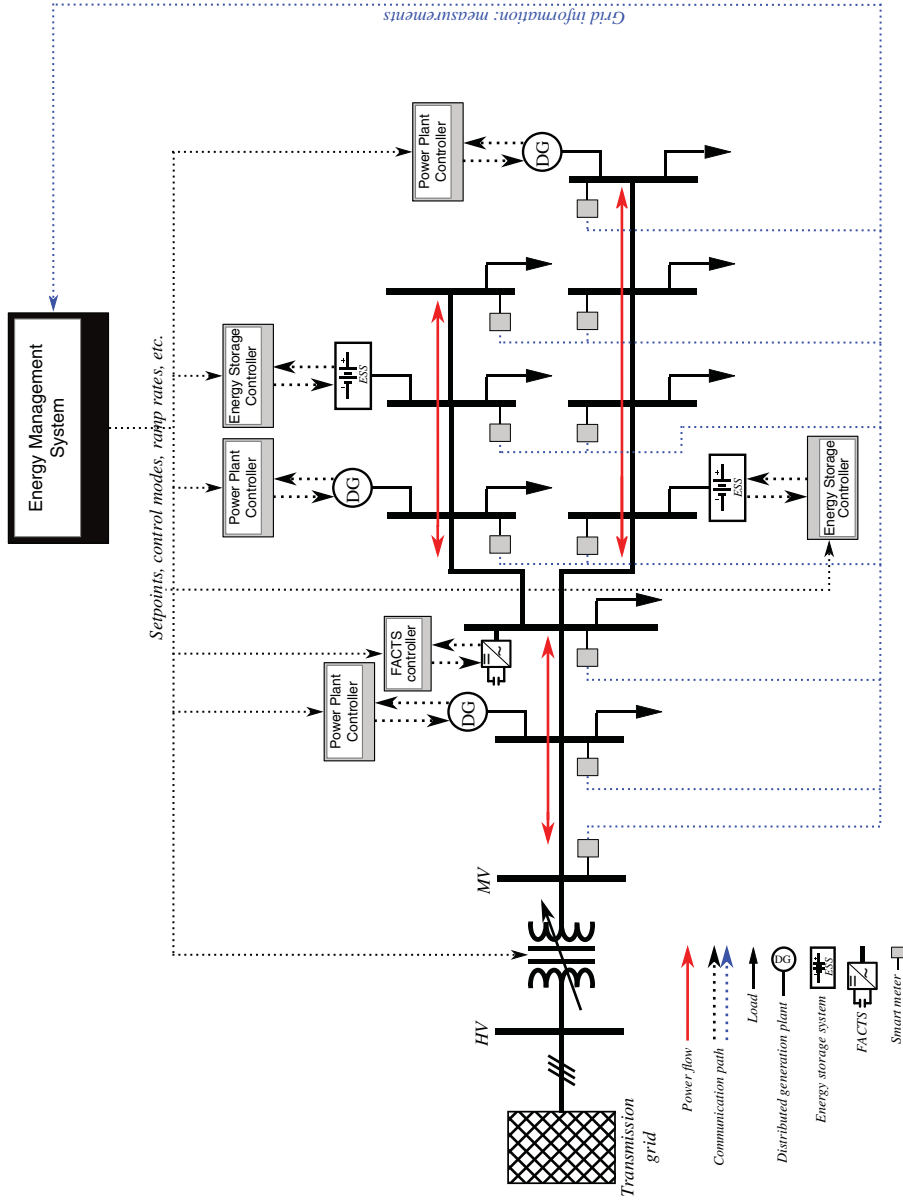 Grid information: measurements
Energy Management
System
Setpoints, control modes, ramp rates, etc.
Power Plant
Controller
DG
Energy Storage
Controller
ESS
Power Plant
Controller
DG
FACTS
controller
Power Plant
Controller
DG
Energy Storage
Controller
ESS
MV
HV
Transmission
grid
Power flow
Communication path
Load
Distributed generation plant
DG
Energy storage system
ESS
FACTS
Smart meter